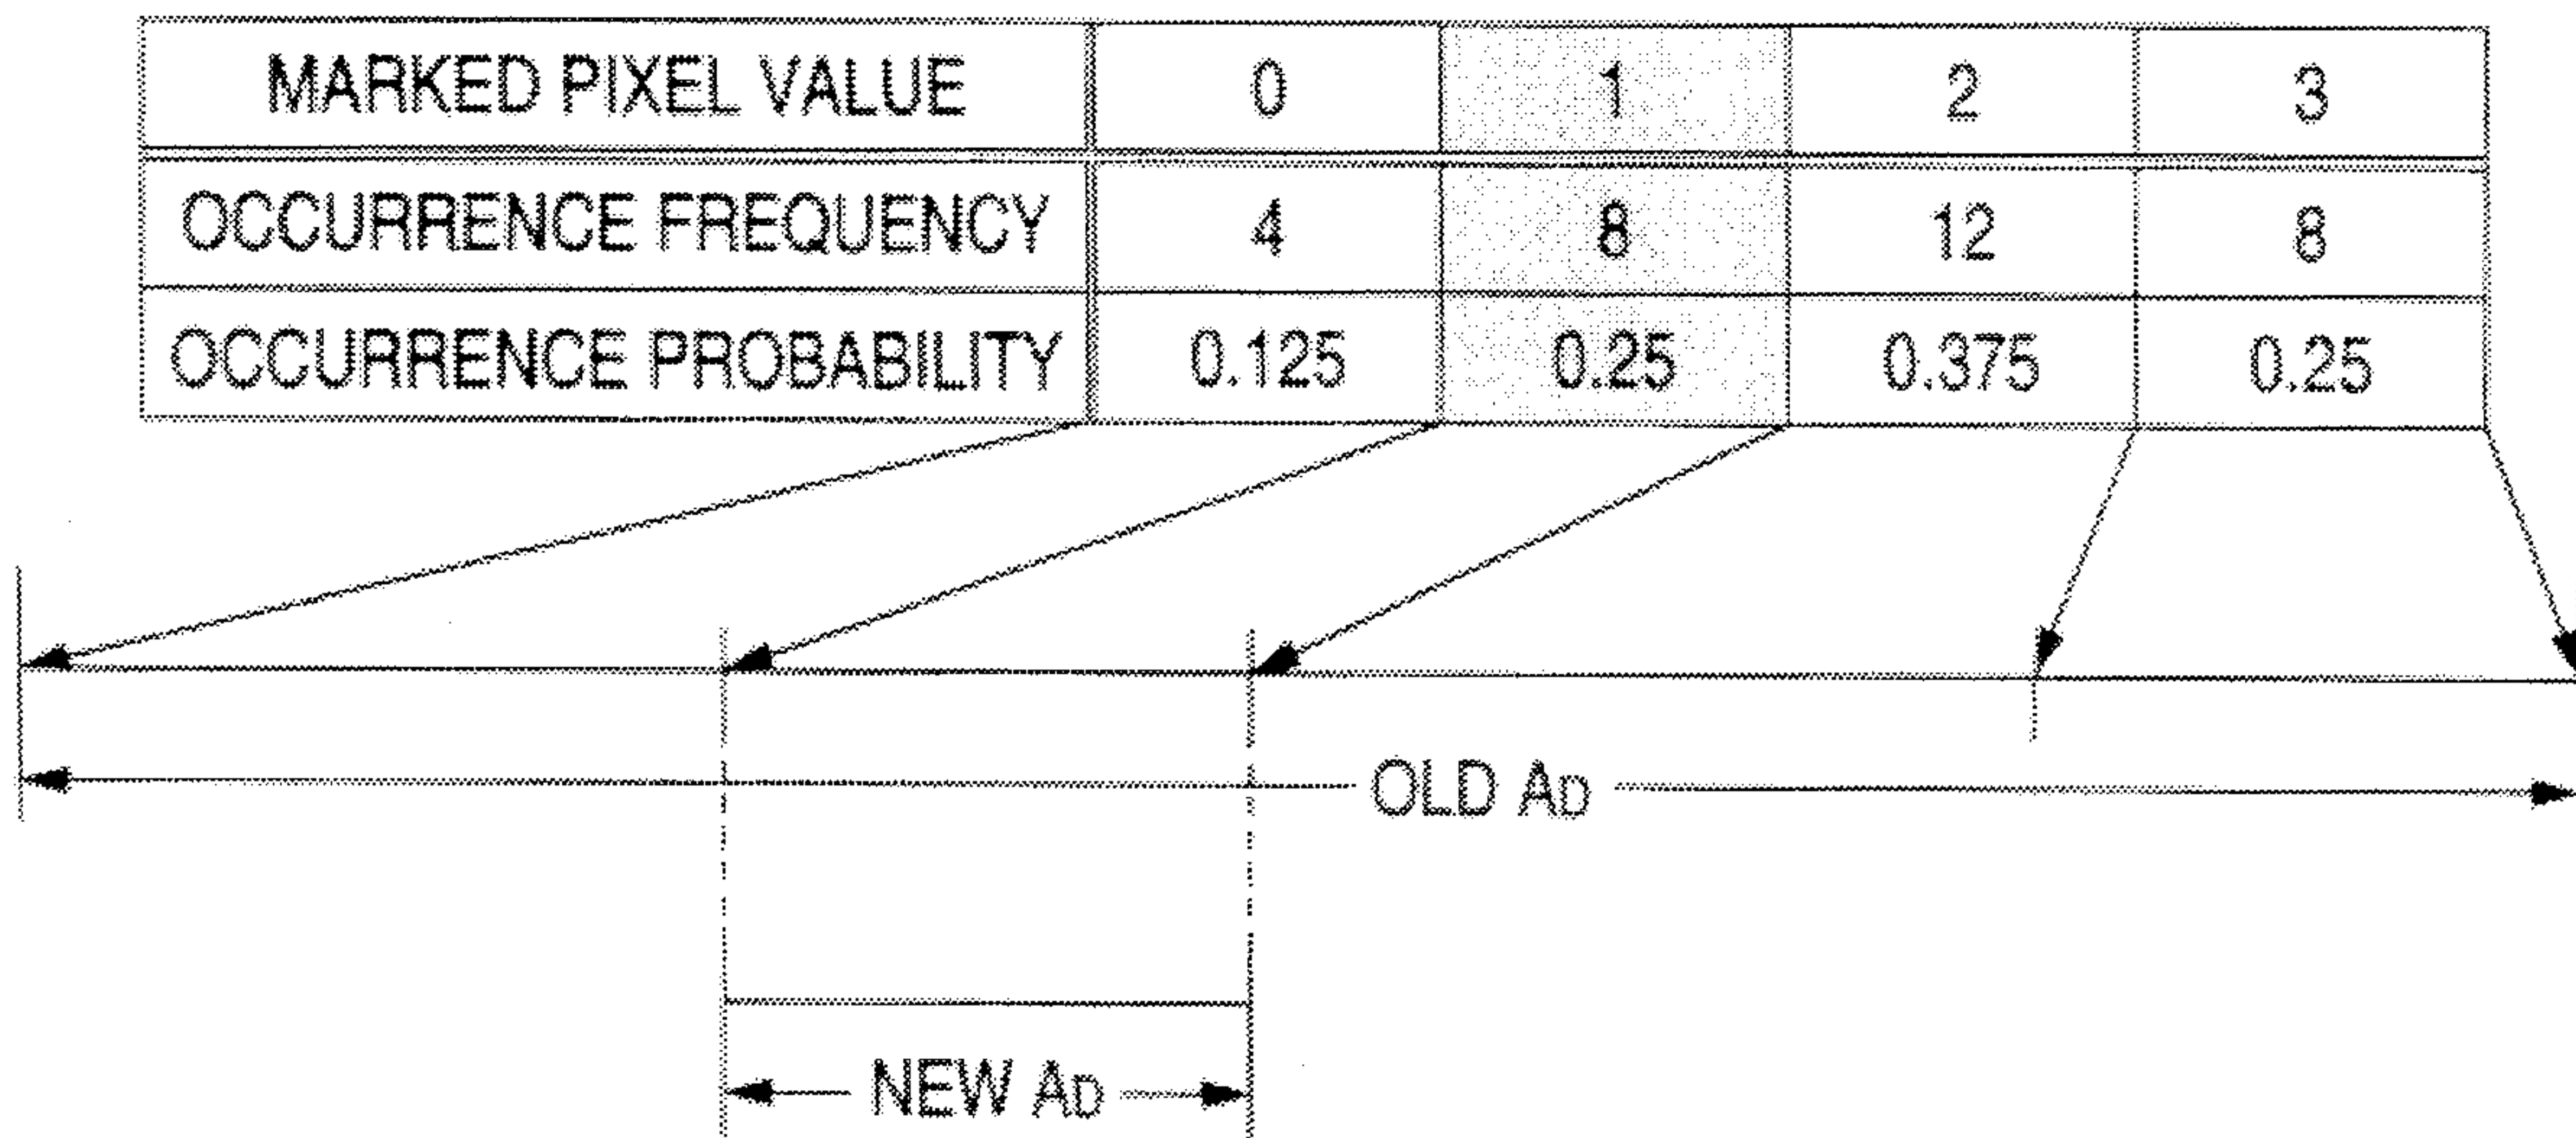 MARKED PIXEL VALUE 0 1 2 3
OCCURRENCE FREQUENCY 4 8 12 8
OCCURRENCE PROBABILITY 0.125 0.25 0.375 0.25
OLD AD
NEW AD